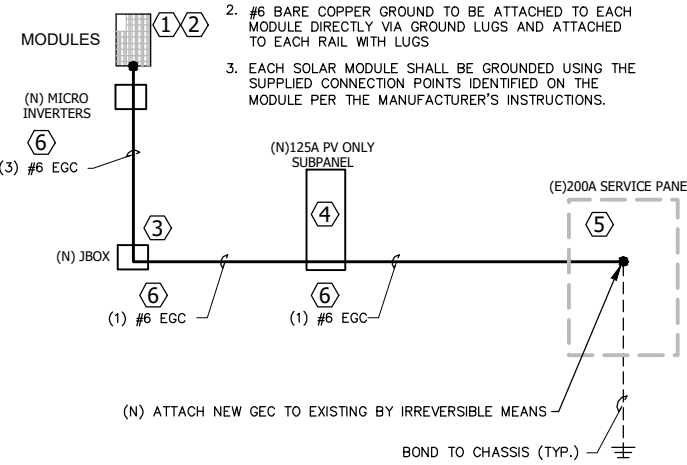 2. #6 BARE COPPER GROUND TO BE ATTACHED TO EACH
MODULE DIRECTLY VIA GROUND LUGS AND ATTACHED
TO EACH RAIL WITH LUGS
3. EACH SOLAR MODULE SHALL BE GROUNDED USING THE
SUPPLIED CONNECTION POINTS IDENTIFIED ON THE
MODULE PER THE MANUFACTURER'S INSTRUCTIONS.
MODULES
1 2
(N) MICRO
INVERTERS
6
(3) #6 EGC
(N)125A PV ONLY
SUBPANEL
4
(E)200A SERVICE PANE
5
3
(N) JBOX
6
(1) #6 EGC
6
(1) #6 EGC
(N) ATTACH NEW GEC TO EXISTING BY IRREVERSIBLE MEANS
BOND TO CHASSIS (TYP.)